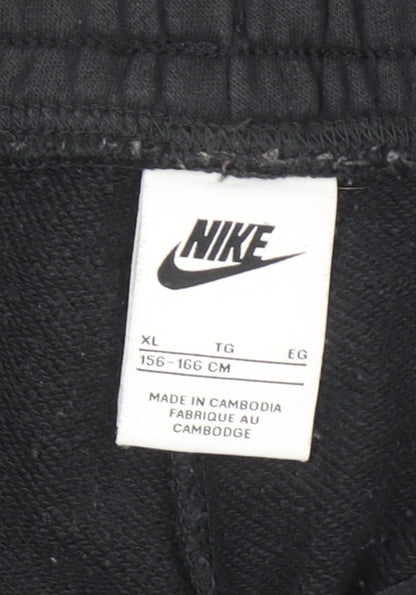 NIKE
XL TG EG
156-166 CM
MADE IN CAMBODIA
FABRIQUE AU
CAMBODGE